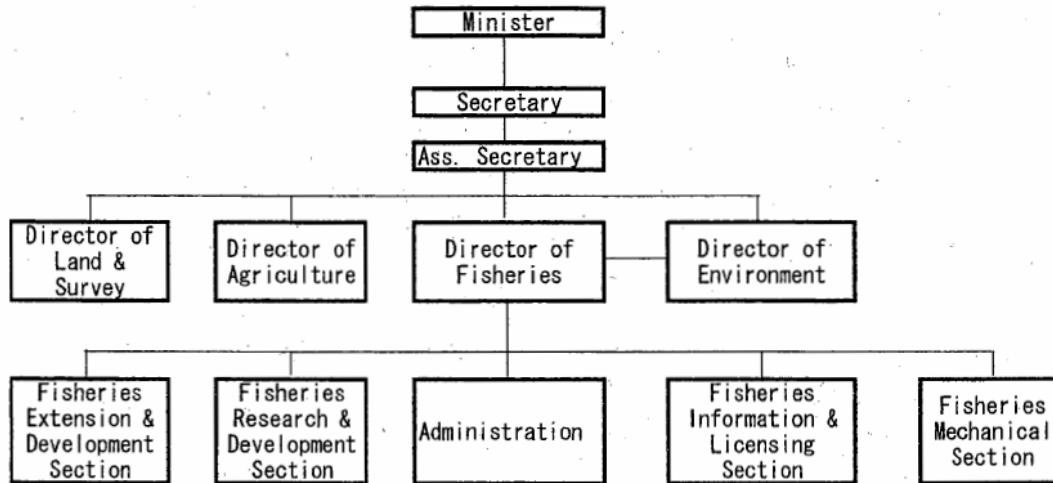 Minister
Secretary
Ass. Secretary
Director of
Land &
Survey
Director of
Agriculture
Director of
Fisheries
Director of
Environment
Fisheries
Extension &
Development
Section
Fisheries
Research &
Development
Section
Administration
Fisheries
Information &
Licensing
Section
Fisheries
Mechanical
Section